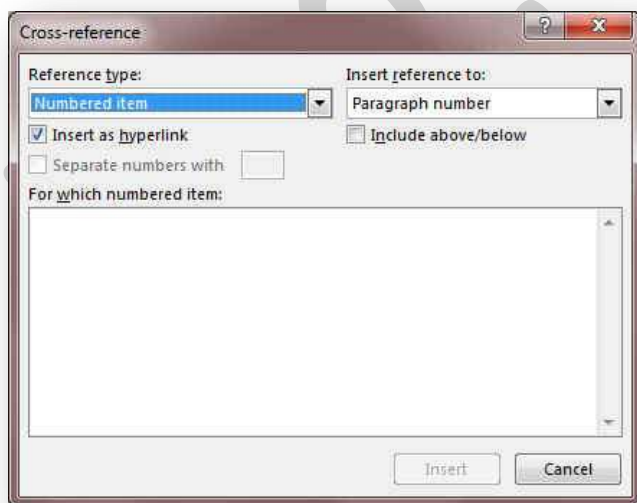 Cross-reference
Reference type: Insert reference to:
Numbered item Paragraph number
Insert as hyperlink Include above/below
Separate numbers with
For which numbered item:
Insert Cancel